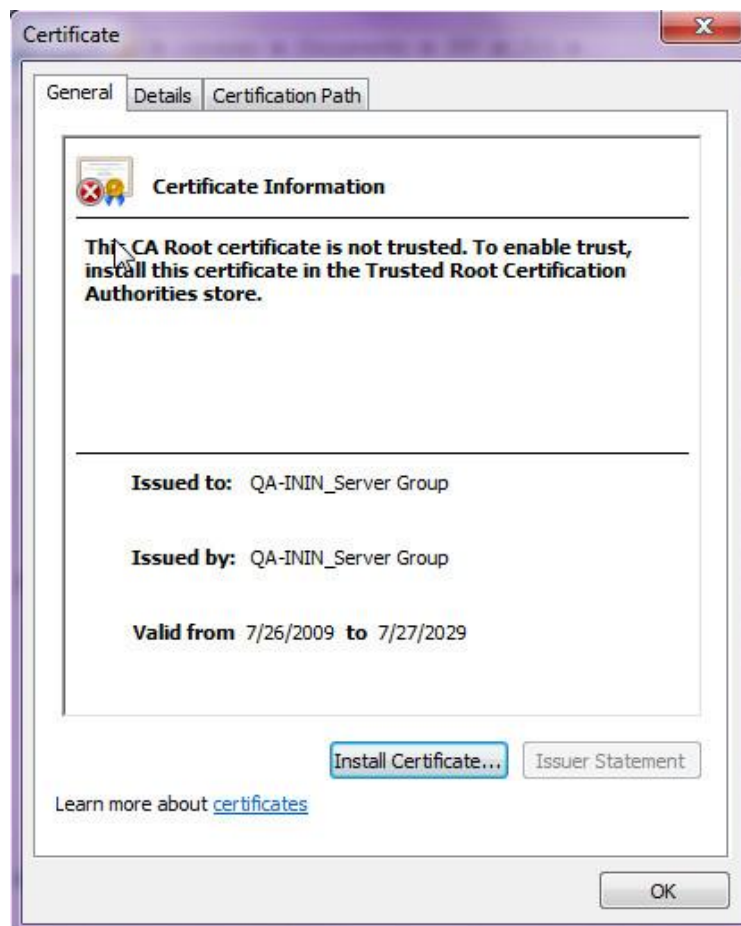 Certificate
General Details Certification Path
Certificate Information
This CA Root certificate is not trusted. To enable trust,
install this certificate in the Trusted Root Certification
Authorities store.
Issued to: QA-ININ_Server Group
Issued by: QA-ININ_Server Group
Valid from 7/26/2009 to 7/27/2029
Install Certificate... Issuer Statement
Learn more about certificates
OK